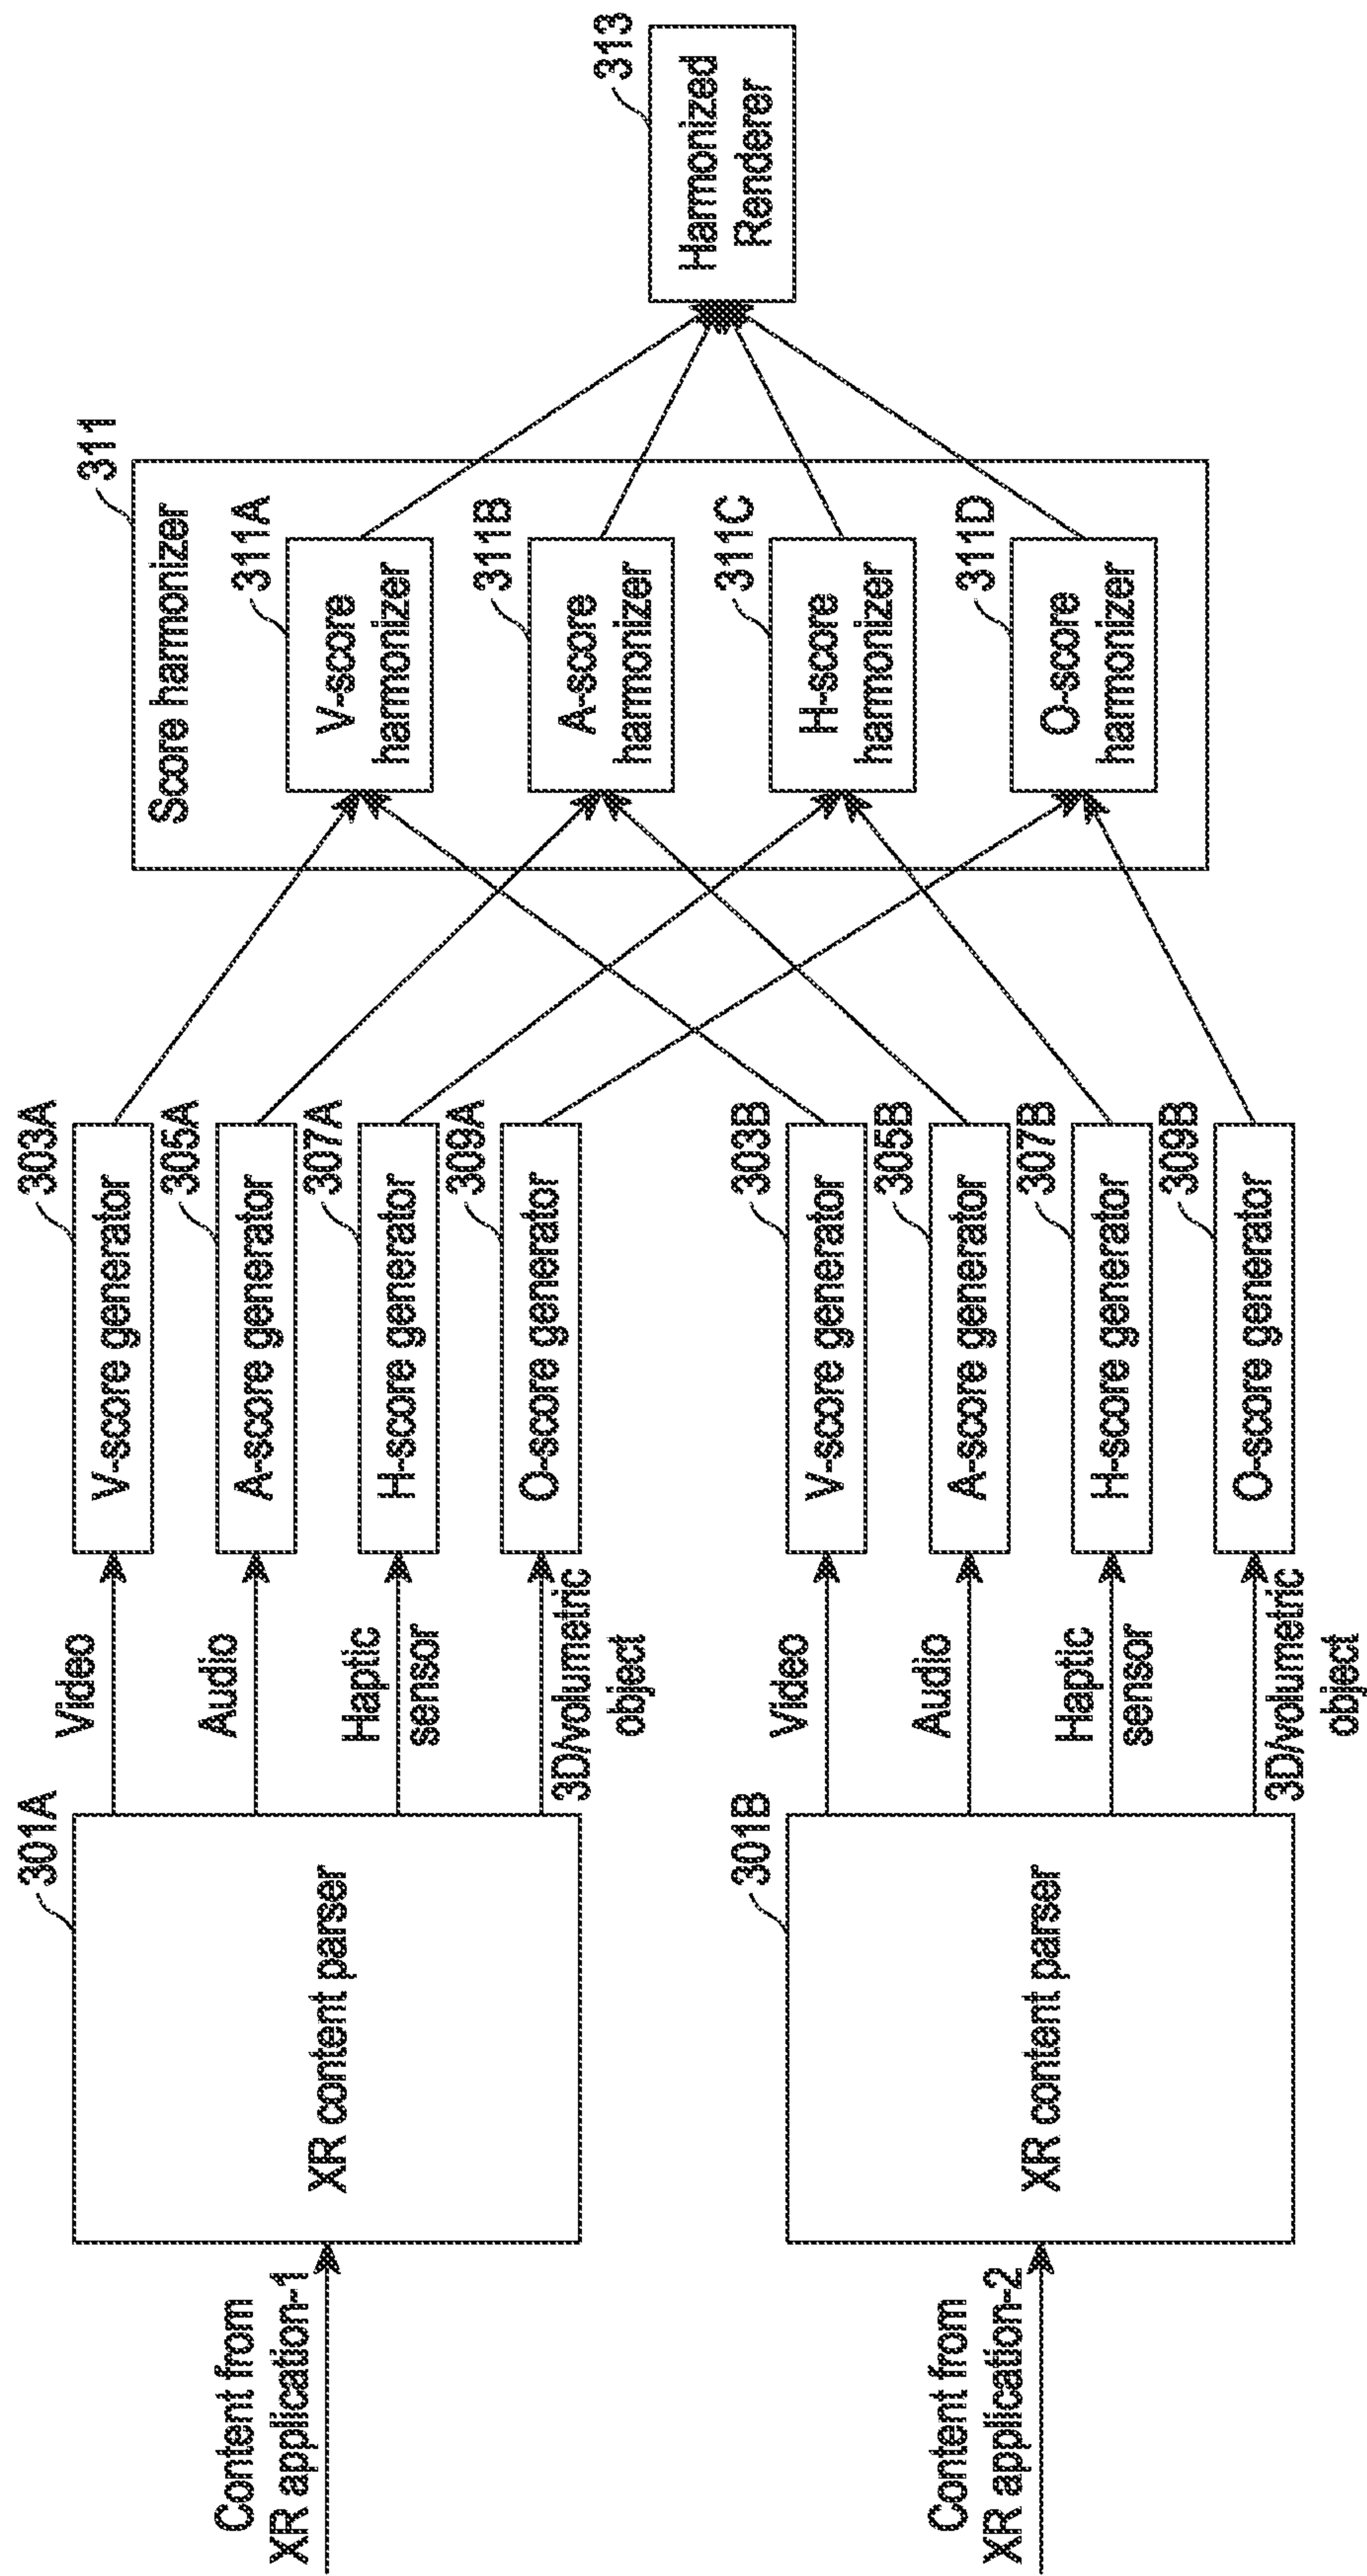 Content from
XR application-1
301A
XR content parser
Video
Audio
Haptic
sensor
3D/volumetric
object
303A
V-score generator
305A
A-score generator
307A
H-score generator
309A
O-score generator
Content from
XR application-2
301B
XR content parser
Video
Audio
Haptic
sensor
3D/volumetric
object
303B
V-score generator
305B
A-score generator
307B
H-score generator
309B
O-score generator
311
Score harmonizer
311A
V-score
harmonizer
311B
A-score
harmonizer
311C
H-score
harmonizer
311D
O-score
harmonizer
313
Harmonized
Renderer